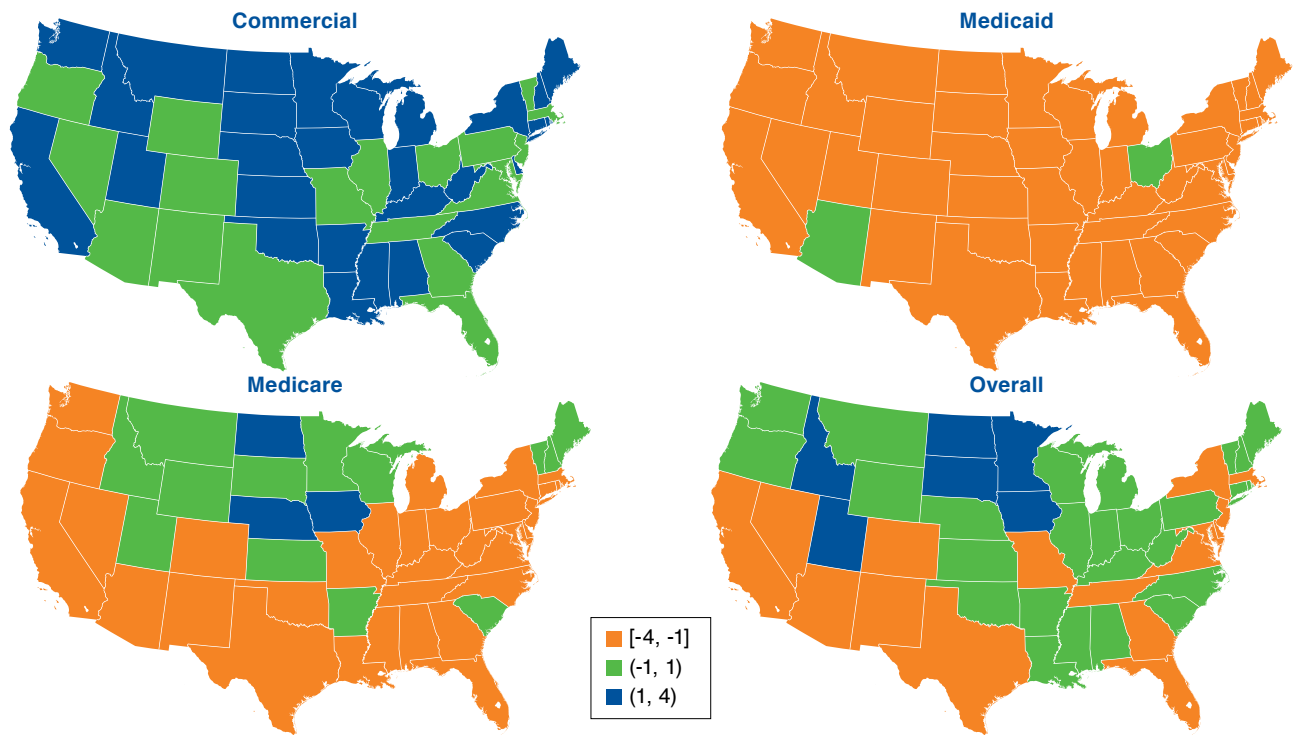 Commercial
Medicaid
Medicare
Overall
[-4, -1]
(-1, 1)
(1, 4)